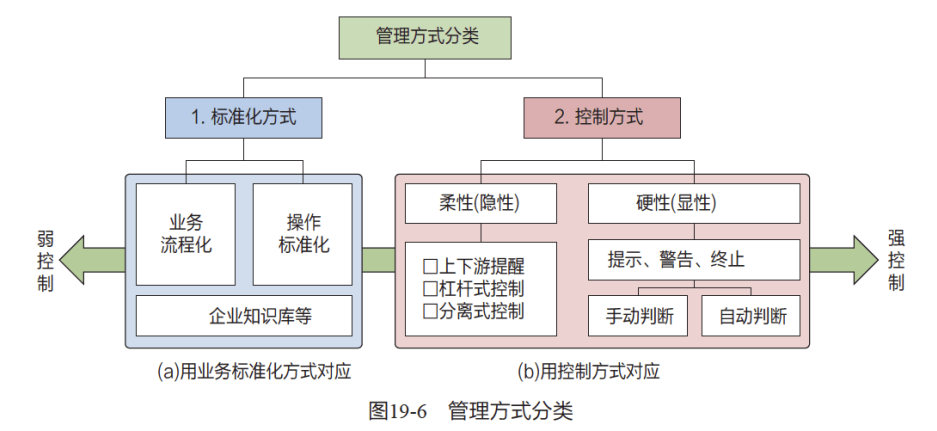 管理方式分类
1. 标准化方式
2. 控制方式
业务
流程化
操作
标准化
企业知识库等
柔性(隐性)
□上下游提醒
□杠杆式控制
□分离式控制
硬性(显性)
提示、警告、终止
手动判断
自动判断
弱
控
制
强
控
制
(a)用业务标准化方式对应
(b)用控制方式对应
图19-6 管理方式分类